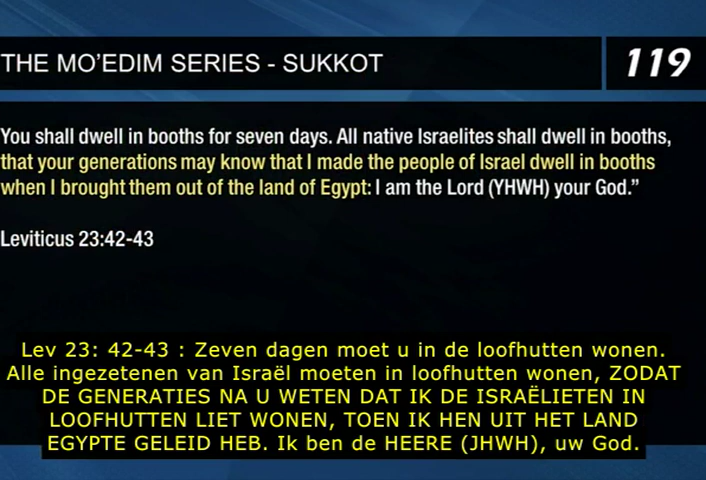 THE MO'EDIM SERIES - SUKKOT
119
You shall dwell in booths for seven days. All native Israelites shall dwell in booths,
that your generations may know that I made the people of Israel dwell in booths
when I brought them out of the land of Egypt: I am the Lord (YHWH) your God.”
Leviticus 23:42-43
Lev 23: 42-43 : Zeven dagen moet u in de loofhutten wonen.
Alle ingezetenen van Israël moeten in loofhutten wonen, ZODAT
DE GENERATIES NA U WETEN DAT IK DE ISRAËLIETEN IN
LOOFHUTTEN LIET WONEN, TOEN IK HEN UIT HET LAND
EGYPTE GELEID HEB. Ik ben de HEERE (JHWH), uw God.